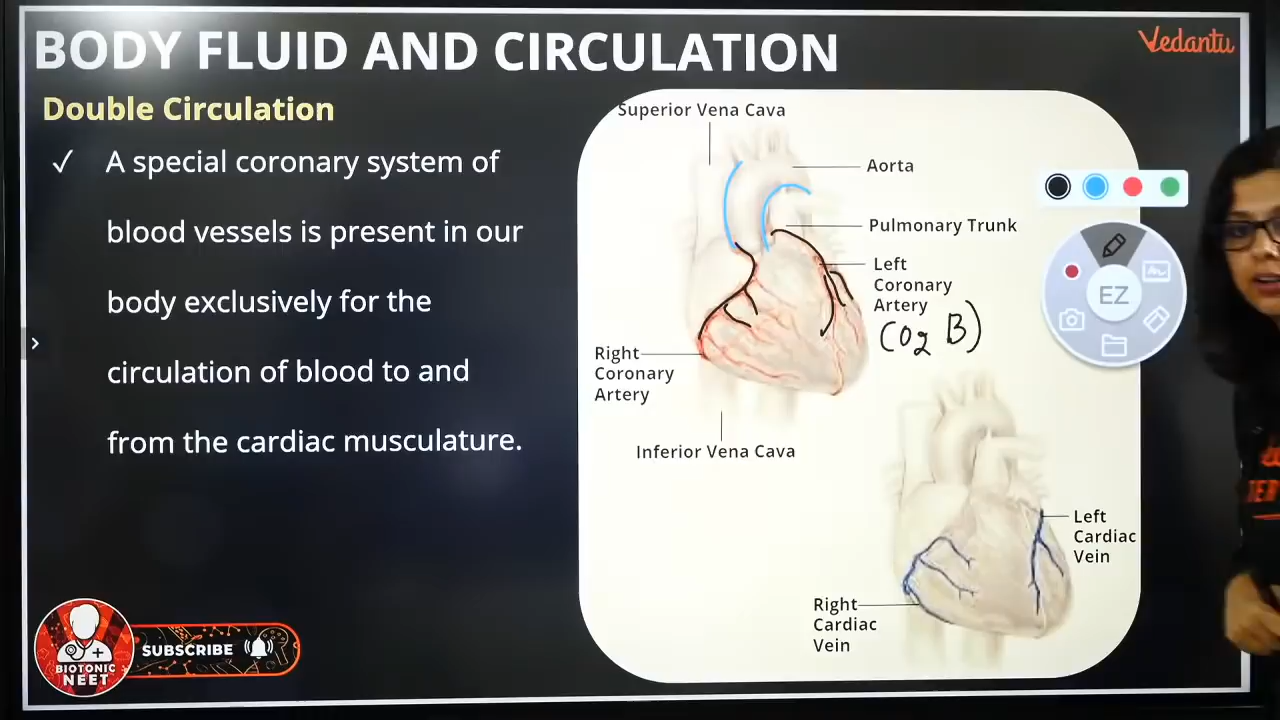 BODY FLUID AND CIRCULATION
Vedantu
Double Circulation
✓ A special coronary system of
blood vessels is present in our
body exclusively for the
circulation of blood to and
from the cardiac musculature.
Superior Vena Cava
Aorta
Pulmonary Trunk
Left
Coronary
Artery
(O2 B)
Right
Coronary
Artery
Inferior Vena Cava
EZ
Left
Cardiac
Vein
Right
Cardiac
Vein
BIOTONIC
NEET
SUBSCRIBE